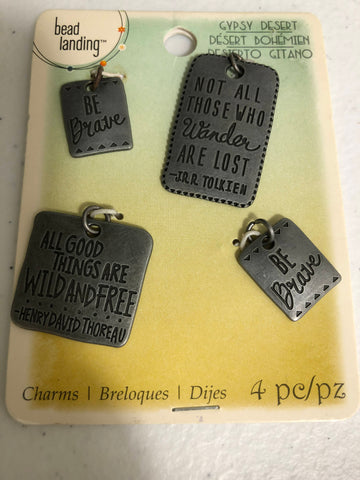 bead
landing™
GYPSY DESERT
DÉSERT BOHÉMIEN
DESIERTO GITANO
BE
Brave
NOT ALL
THOSE WHO
Wander
ARE LOST
-J.R.R. TOLKIEN
ALL GOOD
THINGS ARE
WILD AND FREE
-HENRY DAVID THOREAU
BE
Brave
Charms | Breloques | Dijes
4 pc/pz